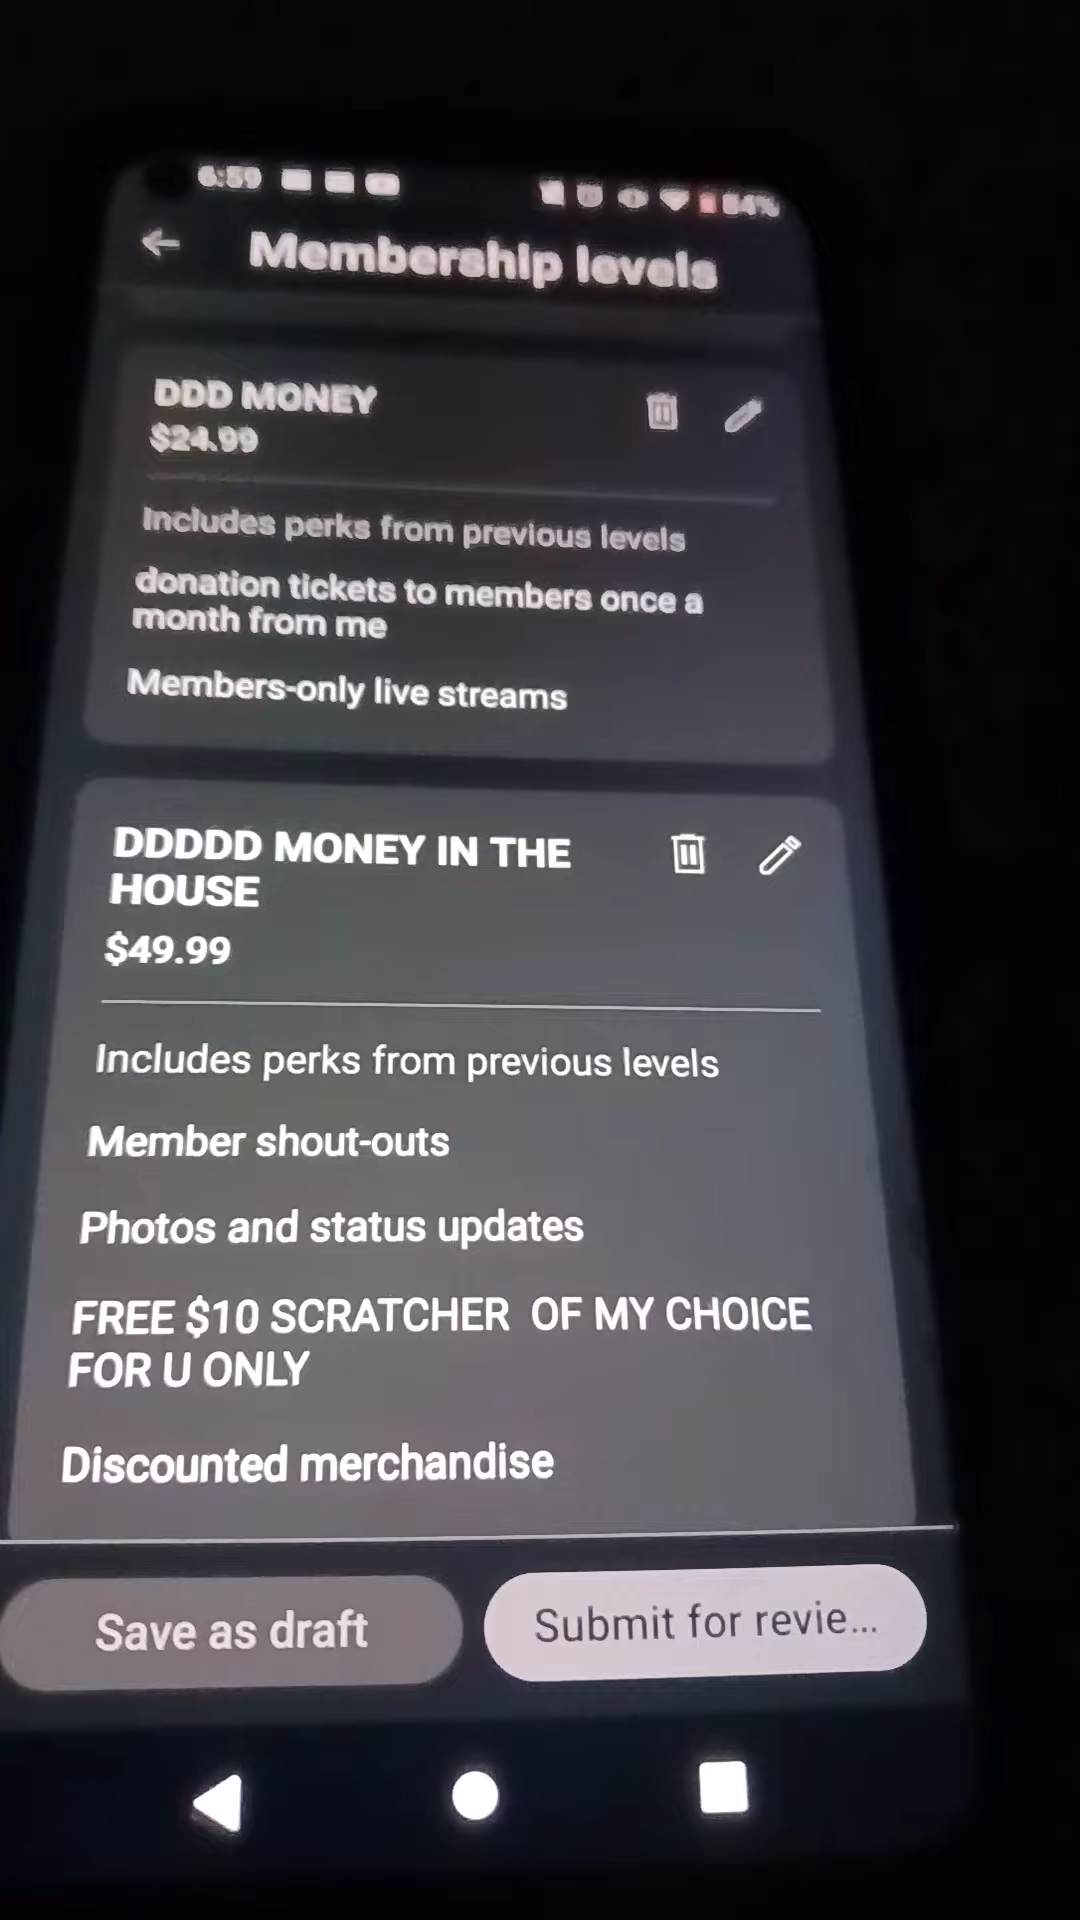 6:59 84%
Membership levels
DDD MONEY
$24.99
Includes perks from previous levels
donation tickets to members once a
month from me
Members-only live streams
DDDDD MONEY IN THE
HOUSE
$49.99
Includes perks from previous levels
Member shout-outs
Photos and status updates
FREE $10 SCRATCHER OF MY CHOICE
FOR U ONLY
Discounted merchandise
Save as draft
Submit for revie...